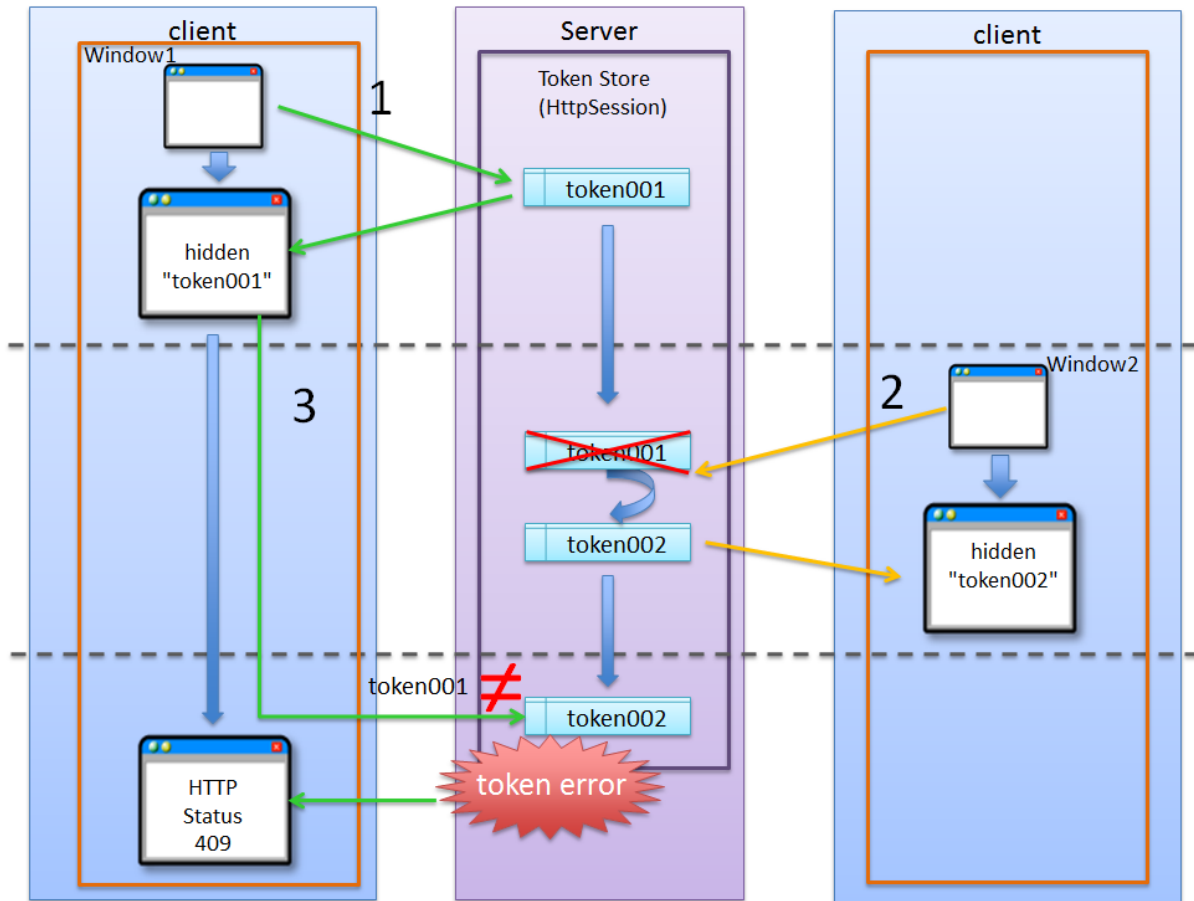 client
Server
client
Window1
Token Store
(HttpSession)
1
token001
hidden
"token001"
Window2
2
3
token001
token002
hidden
"token002"
token001
≠
token002
token error
HTTP
Status
409